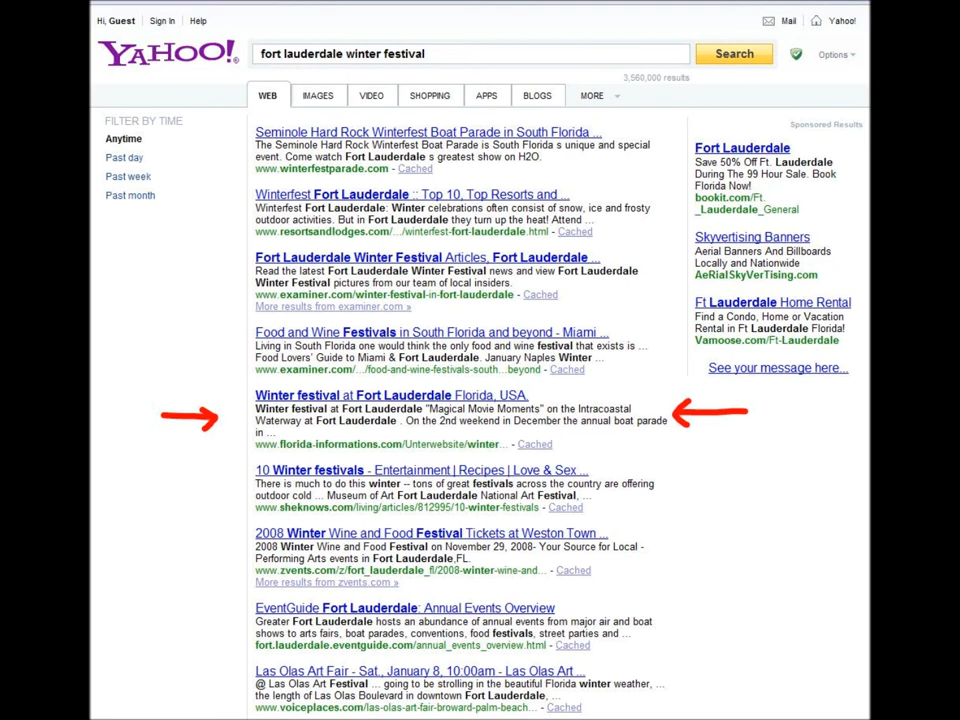 Hi, Guest Sign In Help Mail Yahoo!
YAHOO!® fort lauderdale winter festival Search Options
3,560,000 results
WEB IMAGES VIDEO SHOPPING APPS BLOGS MORE
FILTER BY TIME
Anytime
Past day
Past week
Past month
Seminole Hard Rock Winterfest Boat Parade in South Florida ...
The Seminole Hard Rock Winterfest Boat Parade is South Florida s unique and special
event. Come watch Fort Lauderdale s greatest show on H2O.
www.winterfestparade.com - Cached
Winterfest Fort Lauderdale :: Top 10, Top Resorts and ...
Winterfest Fort Lauderdale: Winter celebrations often consist of snow, ice and frosty
outdoor activities. But in Fort Lauderdale they turn up the heat! Attend ...
www.resortsandlodges.com/.../winterfest-fort-lauderdale.html - Cached
Fort Lauderdale Winter Festival Articles, Fort Lauderdale ...
Read the latest Fort Lauderdale Winter Festival news and view Fort Lauderdale
Winter Festival pictures from our team of local insiders.
www.examiner.com/winter-festival-in-fort-lauderdale - Cached
More results from examiner.com »
Food and Wine Festivals in South Florida and beyond - Miami ...
Living in South Florida one would think the only food and wine festival that exists is ...
Food Lovers' Guide to Miami & Fort Lauderdale. January Naples Winter ...
www.examiner.com/.../food-and-wine-festivals-south...beyond - Cached
Winter festival at Fort Lauderdale Florida, USA.
Winter festival at Fort Lauderdale "Magical Movie Moments" on the Intracoastal
Waterway at Fort Lauderdale . On the 2nd weekend in December the annual boat parade
in ...
www.florida-informations.com/Unterwebsite/winter... - Cached
10 Winter festivals - Entertainment | Recipes | Love & Sex ...
There is much to do this winter -- tons of great festivals across the country are offering
outdoor cold ... Museum of Art Fort Lauderdale National Art Festival, ...
www.sheknows.com/living/articles/812995/10-winter-festivals - Cached
2008 Winter Wine and Food Festival Tickets at Weston Town ...
2008 Winter Wine and Food Festival on November 29, 2008- Your Source for Local -
Performing Arts events in Fort Lauderdale,FL.
www.zvents.com/z/fort_lauderdale_fl/2008-winter-wine-and... - Cached
More results from zvents.com »
EventGuide Fort Lauderdale: Annual Events Overview
Greater Fort Lauderdale hosts an abundance of annual events from major air and boat
shows to arts fairs, boat parades, conventions, food festivals, street parties and ...
fort.lauderdale.eventguide.com/annual_events_overview.html - Cached
Las Olas Art Fair - Sat., January 8, 10:00am - Las Olas Art ...
@ Las Olas Art Festival ... going to be strolling in the beautiful Florida winter weather, ...
the length of Las Olas Boulevard in downtown Fort Lauderdale, ...
www.voiceplaces.com/las-olas-art-fair-broward-palm-beach... - Cached
Sponsored Results
Fort Lauderdale
Save 50% Off Ft. Lauderdale
During The 99 Hour Sale. Book
Florida Now!
bookit.com/Ft.
_Lauderdale_General
Skyvertising Banners
Aerial Banners And Billboards
Locally and Nationwide
AeRialSkyVerTising.com
Ft Lauderdale Home Rental
Find a Condo, Home or Vacation
Rental in Ft Lauderdale Florida!
Vamoose.com/Ft-Lauderdale
See your message here...